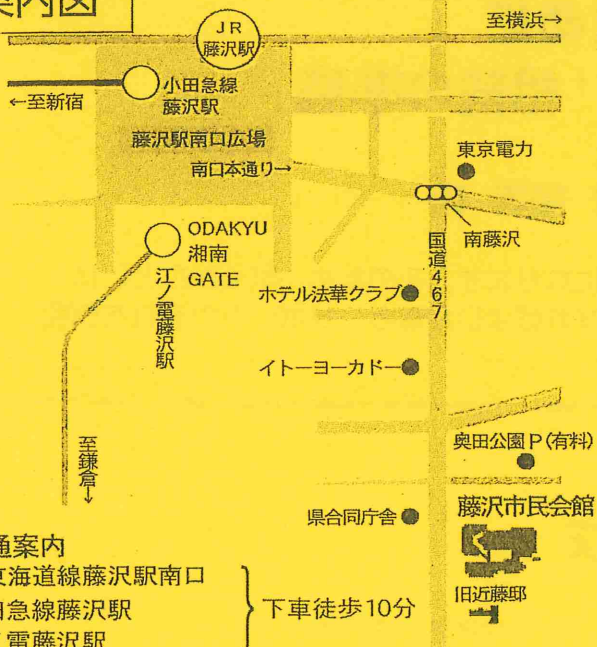 案内図
至横浜→
JR
藤沢駅
←至新宿
小田急線
藤沢駅
藤沢駅南口広場
南口本通り→
東京電力
南藤沢
ODAKYU
湘南
GATE
江ノ電藤沢駅
国道467
ホテル法華クラブ
イトーヨーカドー
奥田公園P(有料)
至鎌倉↓
県合同庁舎
藤沢市民会館
旧近藤邸
通案内
海道線藤沢駅南口
急線藤沢駅
電藤沢駅
下車徒歩10分